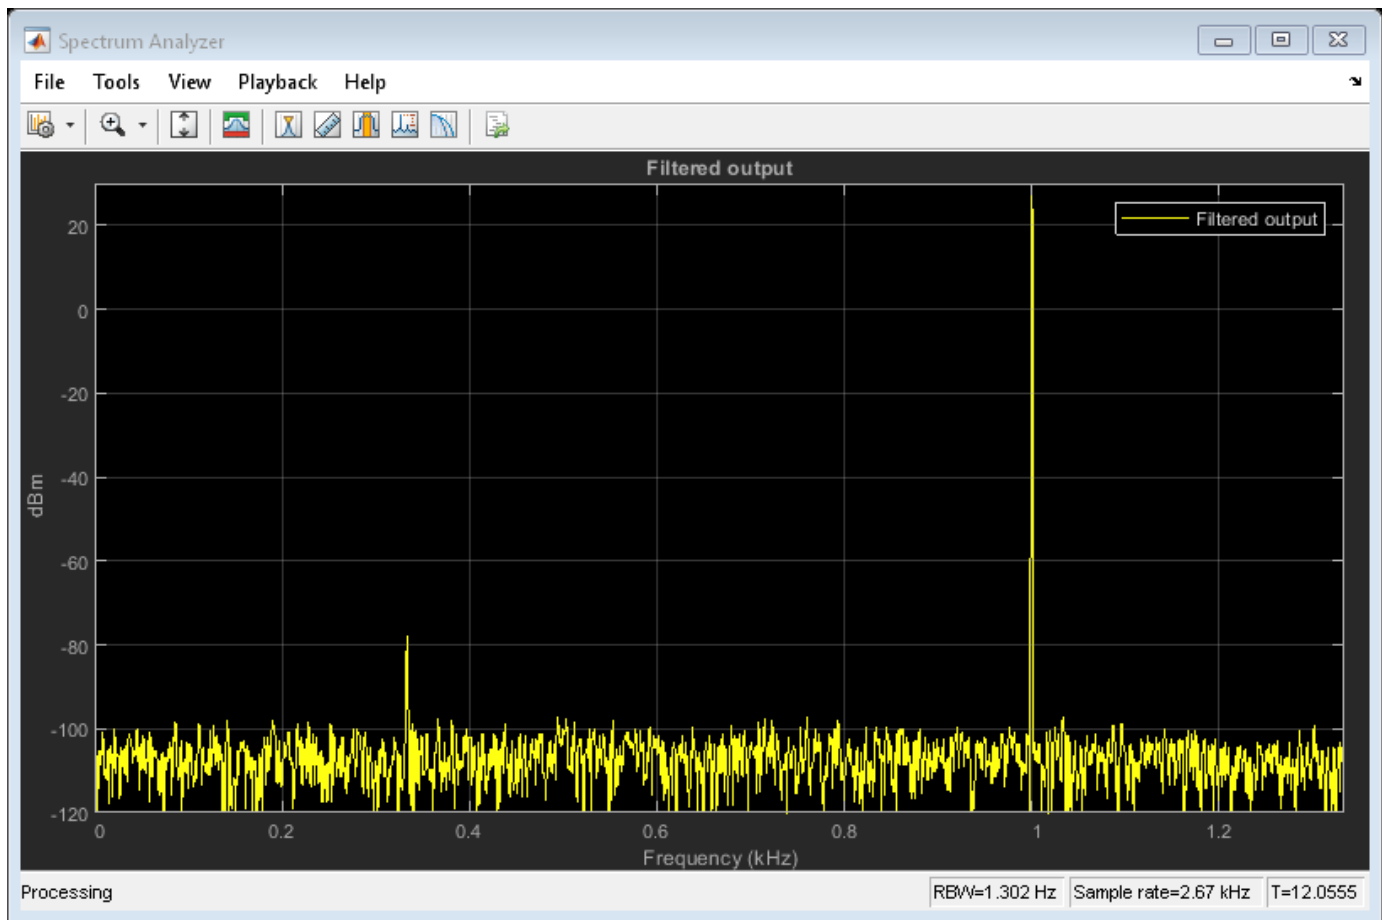 Spectrum Analyzer
File Tools View Playback Help
Filtered output
Filtered output
20
0
-20
-40
-60
-80
-100
-120
dBm
0 0.2 0.4 0.6 0.8 1 1.2
Frequency (kHz)
Processing RBW=1.302 Hz Sample rate=2.67 kHz T=12.0555